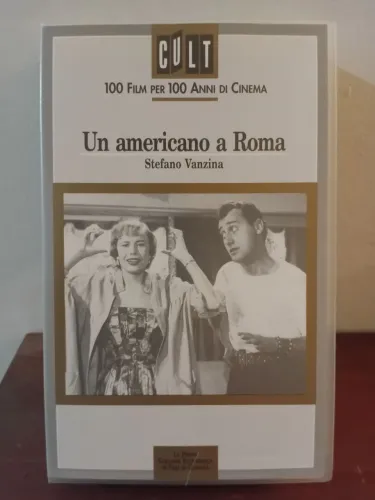 CULT
100 FILM PER 100 ANNI DI CINEMA
Un americano a Roma
Stefano Vanzina